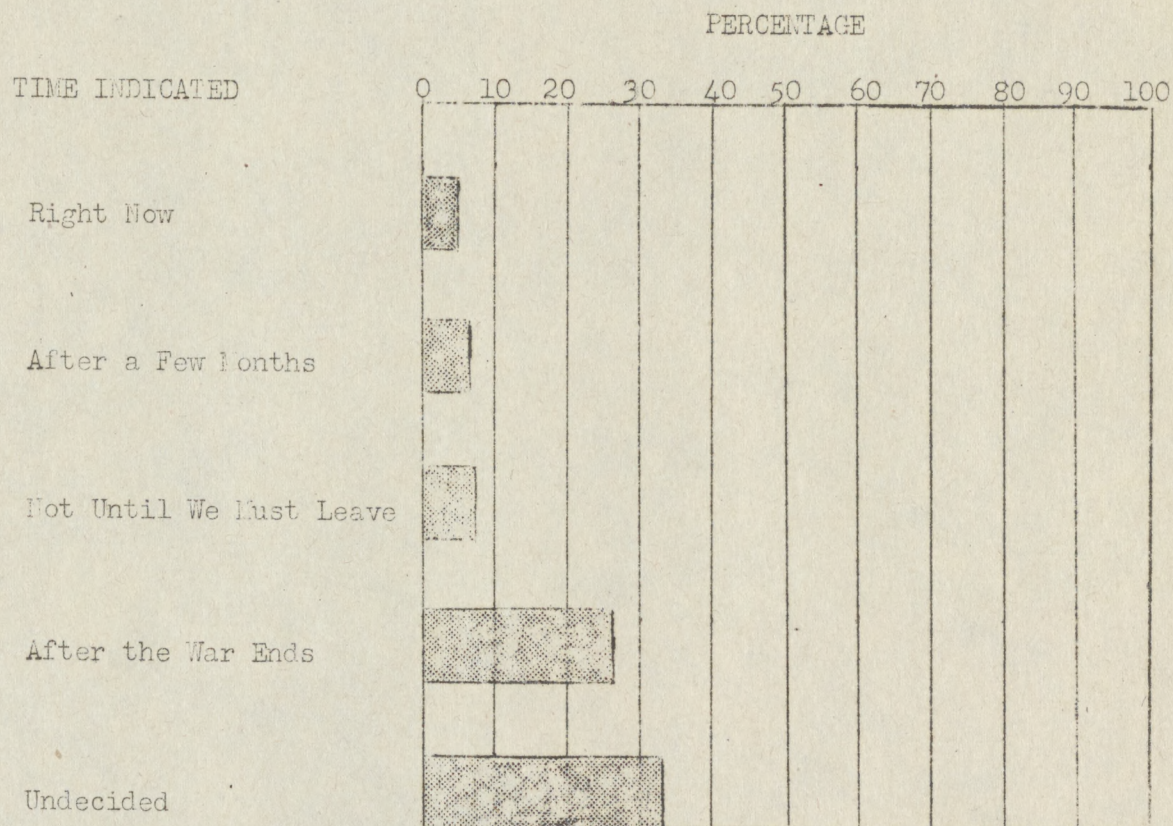 PERCENTAGE
TIME INDICATED
0 10 20 30 40 50 60 70 80 90 100
Right Now
After a Few Months
Not Until We Must Leave
After the War Ends
Undecided